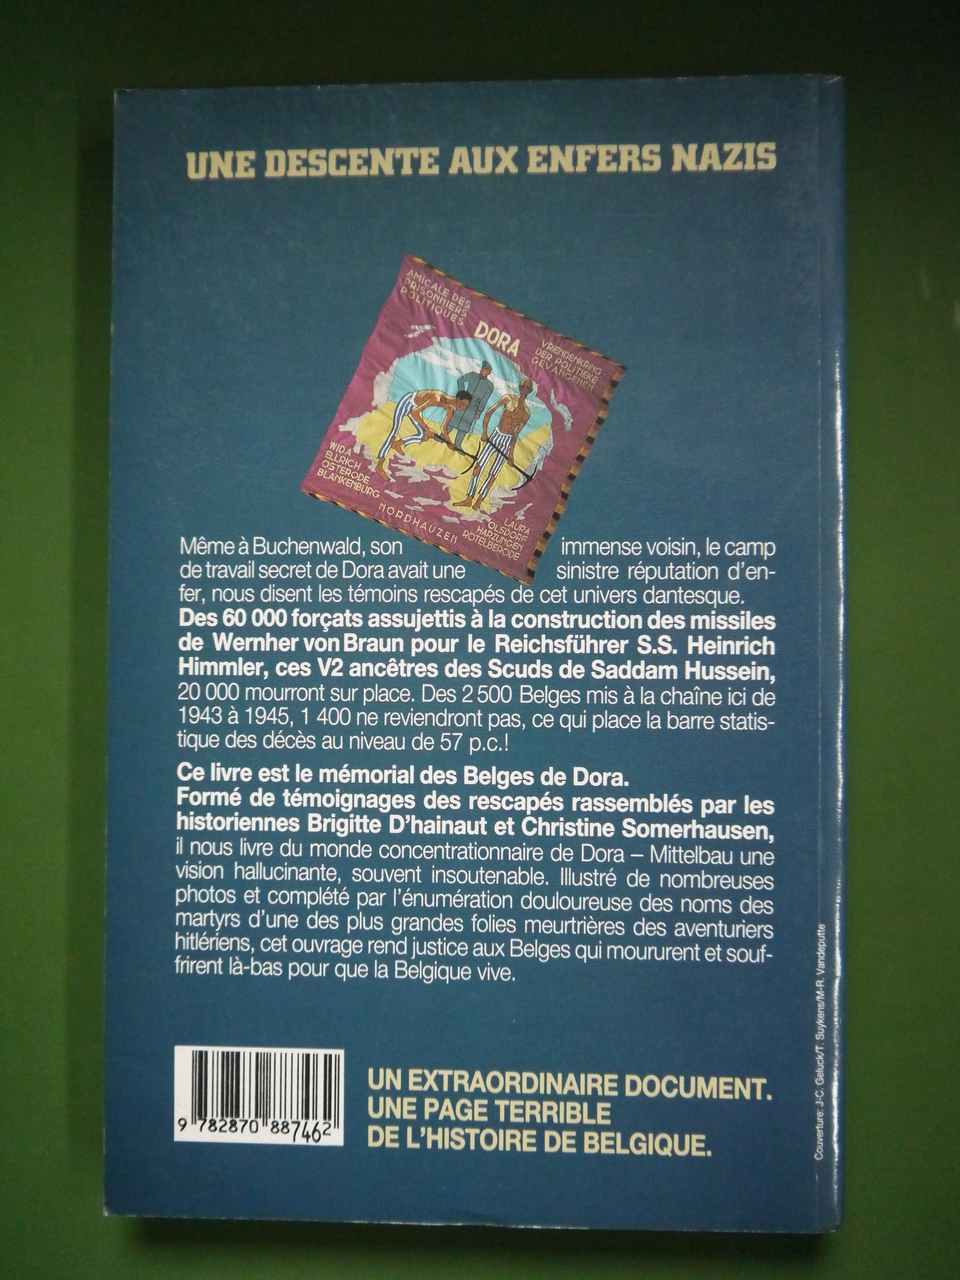 UNE DESCENTE AUX ENFERS NAZIS
AMICALE DES
PRISONNIERS
POLITIQUES
DORA
VRIENDENKRING
DER POLITIEKE
GEVANGENEN
WIDA
ELLRICH
OSTERODE
BLANKENBURG
NORDHAUZEN
LAURA
OLSDORF
HARZUNGEN
ROTELBERODE
Même à Buchenwald, son immense voisin, le camp
de travail secret de Dora avait une sinistre réputation d'en-
fer, nous disent les témoins rescapés de cet univers dantesque.
Des 60 000 forçats assujettis à la construction des missiles
de Wernher von Braun pour le Reichsführer S.S. Heinrich
Himmler, ces V2 ancêtres des Scuds de Saddam Hussein,
20 000 mourront sur place. Des 2 500 Belges mis à la chaîne ici de
1943 à 1945, 1 400 ne reviendront pas, ce qui place la barre statis-
tique des décès au niveau de 57 p.c.!
Ce livre est le mémorial des Belges de Dora.
Formé de témoignages des rescapés rassemblés par les
historiennes Brigitte D'hainaut et Christine Somerhausen,
il nous livre du monde concentrationnaire de Dora – Mittelbau une
vision hallucinante, souvent insoutenable. Illustré de nombreuses
photos et complété par l'énumération douloureuse des noms des
martyrs d'une des plus grandes folies meurtrières des aventuriers
hitlériens, cet ouvrage rend justice aux Belges qui moururent et souf-
frirent là-bas pour que la Belgique vive.
9 782870 887462
UN EXTRAORDINAIRE DOCUMENT.
UNE PAGE TERRIBLE
DE L'HISTOIRE DE BELGIQUE.
Couverture: J-C. Geluck/T. Suykens/M-R. Vandeputte